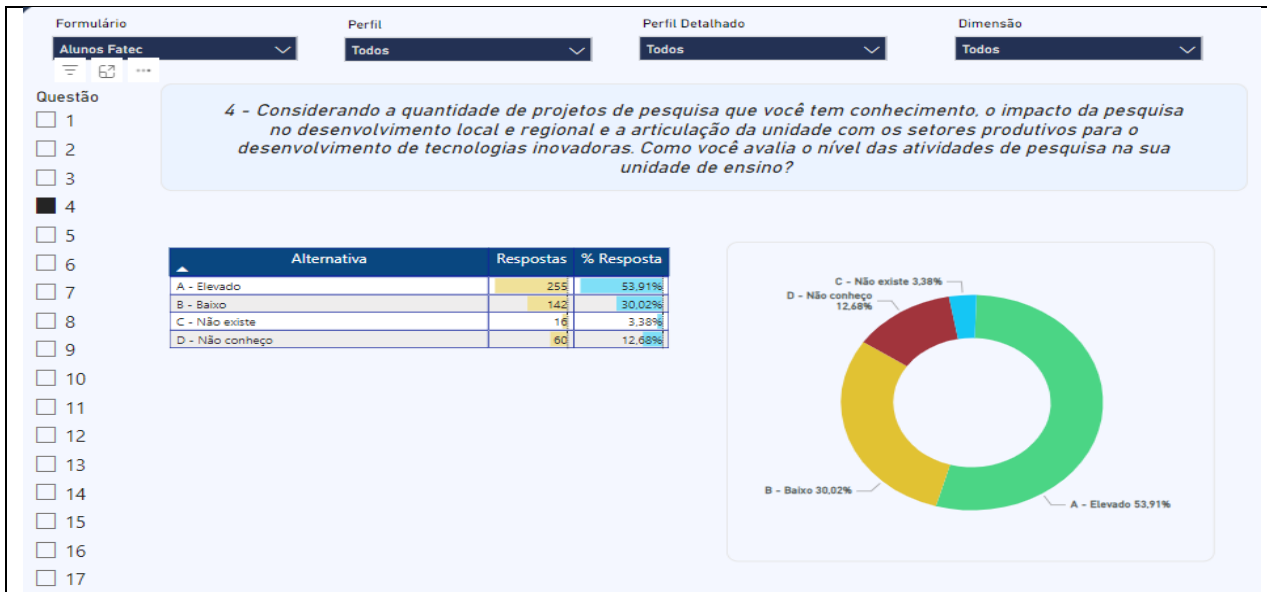 Formulário
Perfil
Perfil Detalhado
Dimensão
Alunos Fatec
Todos
Todos
Todos
Questão
1
2
3
4
5
6
7
8
9
10
11
12
13
14
15
16
17
4 - Considerando a quantidade de projetos de pesquisa que você tem conhecimento, o impacto da pesquisa
no desenvolvimento local e regional e a articulação da unidade com os setores produtivos para o
desenvolvimento de tecnologias inovadoras. Como você avalia o nível das atividades de pesquisa na sua
unidade de ensino?
Alternativa Respostas % Resposta
A - Elevado 255 53,91%
B - Baixo 142 30,02%
C - Não existe 16 3,38%
D - Não conheço 60 12,68%
C - Não existe 3,38%
D - Não conheço
12,68%
B - Baixo 30,02%
A - Elevado 53,91%